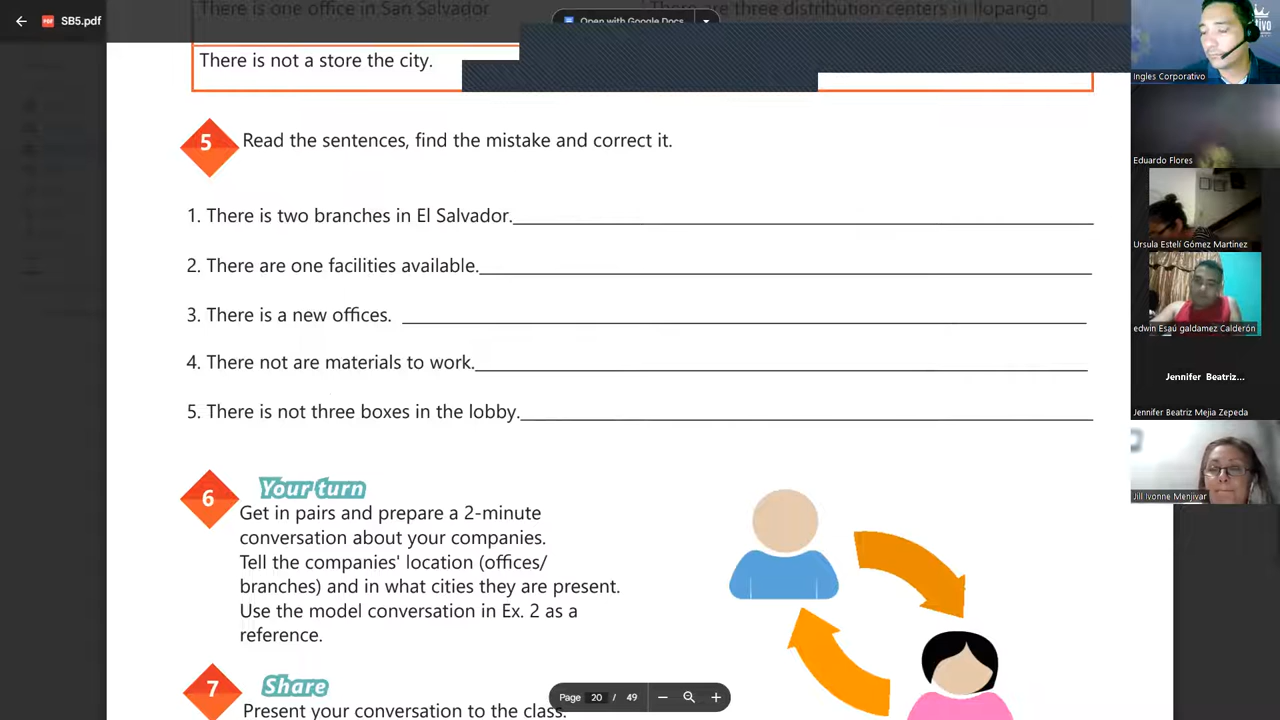 SB5.pdf
There is one office in San Salvador
Open with Google Docs
There are three distribution centers in Ilopango
There is not a store the city.
Ingles Corporativo
5 Read the sentences, find the mistake and correct it.
1. There is two branches in El Salvador.
2. There are one facilities available.
3. There is a new offices.
4. There not are materials to work.
5. There is not three boxes in the lobby.
Eduardo Flores
Ursula Estelí Gómez Martinez
edwin Esaú galdamez Calderón
Jennifer Beatriz...
Jennifer Beatriz Mejia Zepeda
Jill Ivonne Menjivar
6 Your turn
Get in pairs and prepare a 2-minute
conversation about your companies.
Tell the companies' location (offices/
branches) and in what cities they are present.
Use the model conversation in Ex. 2 as a
reference.
7 Share
Present your conversation to the class.
Page 20 / 49